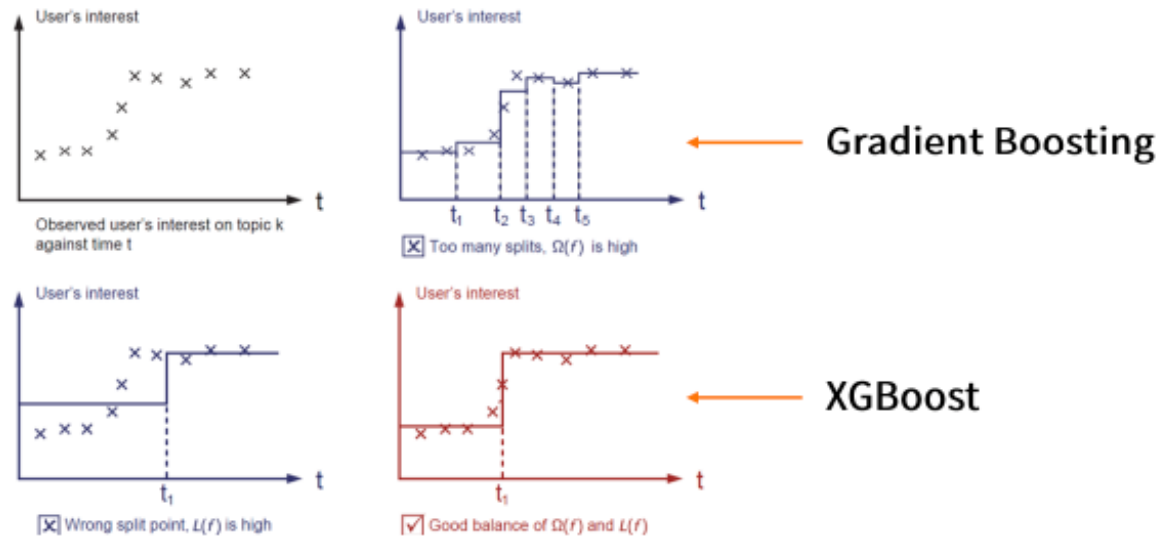 User's interest
t
Observed user's interest on topic k
against time t
User's interest
t
t₁ t₂ t₃ t₄ t₅
☒ Too many splits, Ω(f) is high
Gradient Boosting
User's interest
t
t₁
☒ Wrong split point, L(f) is high
User's interest
t
t₁
☑ Good balance of Ω(f) and L(f)
XGBoost